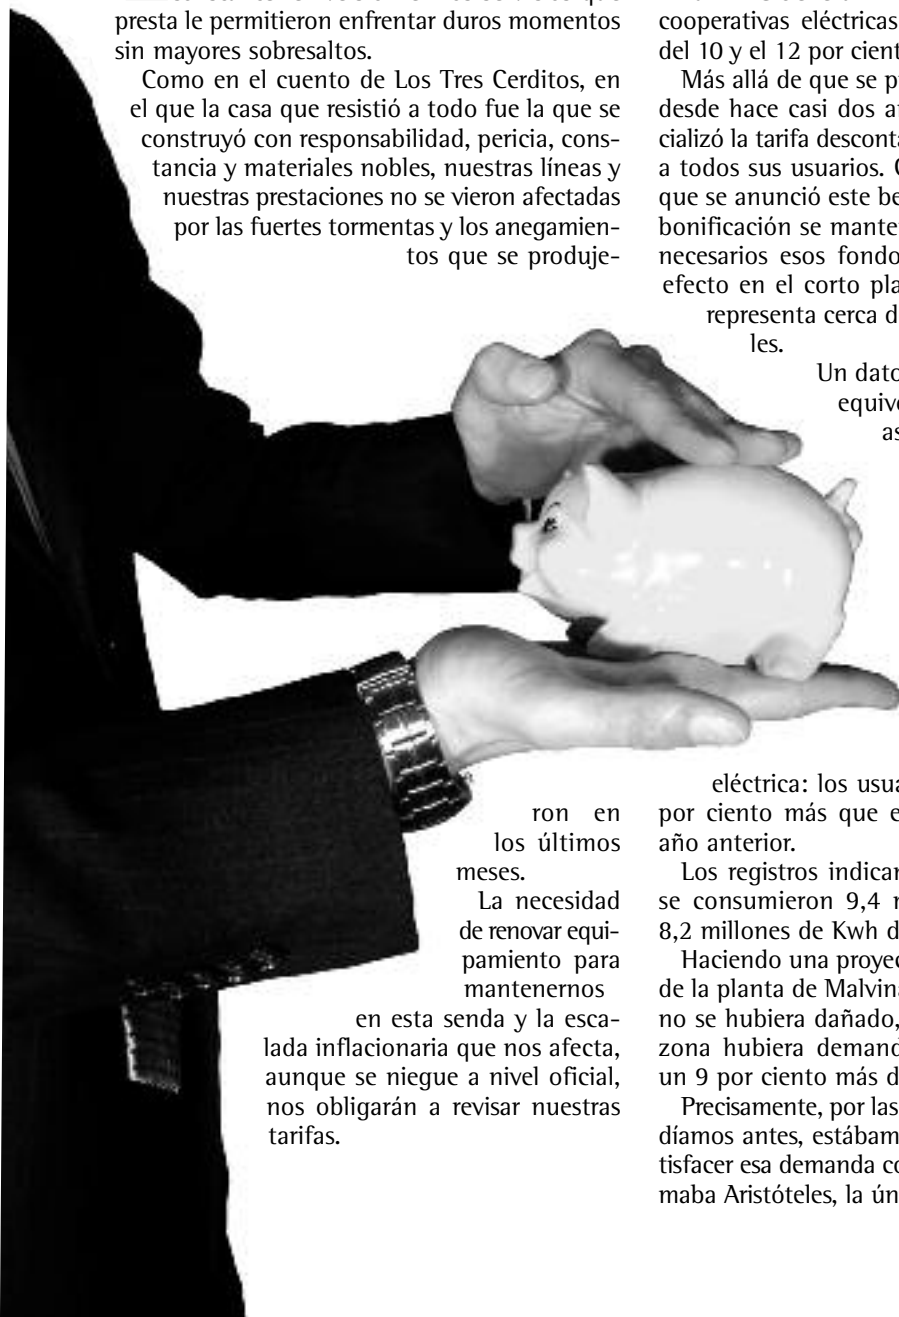 presta le permitieron enfrentar duros momentos
sin mayores sobresaltos.
Como en el cuento de Los Tres Cerditos, en
el que la casa que resistió a todo fue la que se
construyó con responsabilidad, pericia, cons-
tancia y materiales nobles, nuestras líneas y
nuestras prestaciones no se vieron afectadas
por las fuertes tormentas y los anegamien-
tos que se produje-
ron en
los últimos
meses.
La necesidad
de renovar equi-
pamiento para
mantenernos
en esta senda y la esca-
lada inflacionaria que nos afecta,
aunque se niegue a nivel oficial,
nos obligarán a revisar nuestras
tarifas.
cooperativas eléctricas
del 10 y el 12 por cient
Más allá de que se p
desde hace casi dos a
cializó la tarifa descont
a todos sus usuarios.
que se anunció este be
bonificación se mante
necesarios esos fondo
efecto en el corto pla
representa cerca d
les.
Un dato
equiv
as
eléctrica: los usua
por ciento más que e
año anterior.
Los registros indicar
se consumieron 9,4
8,2 millones de Kwh d
Haciendo una proye
de la planta de Malvin
no se hubiera dañado,
zona hubiera demand
un 9 por ciento más d
Precisamente, por las
díamos antes, estábam
tisfacer esa demanda co
maba Aristóteles, la ún